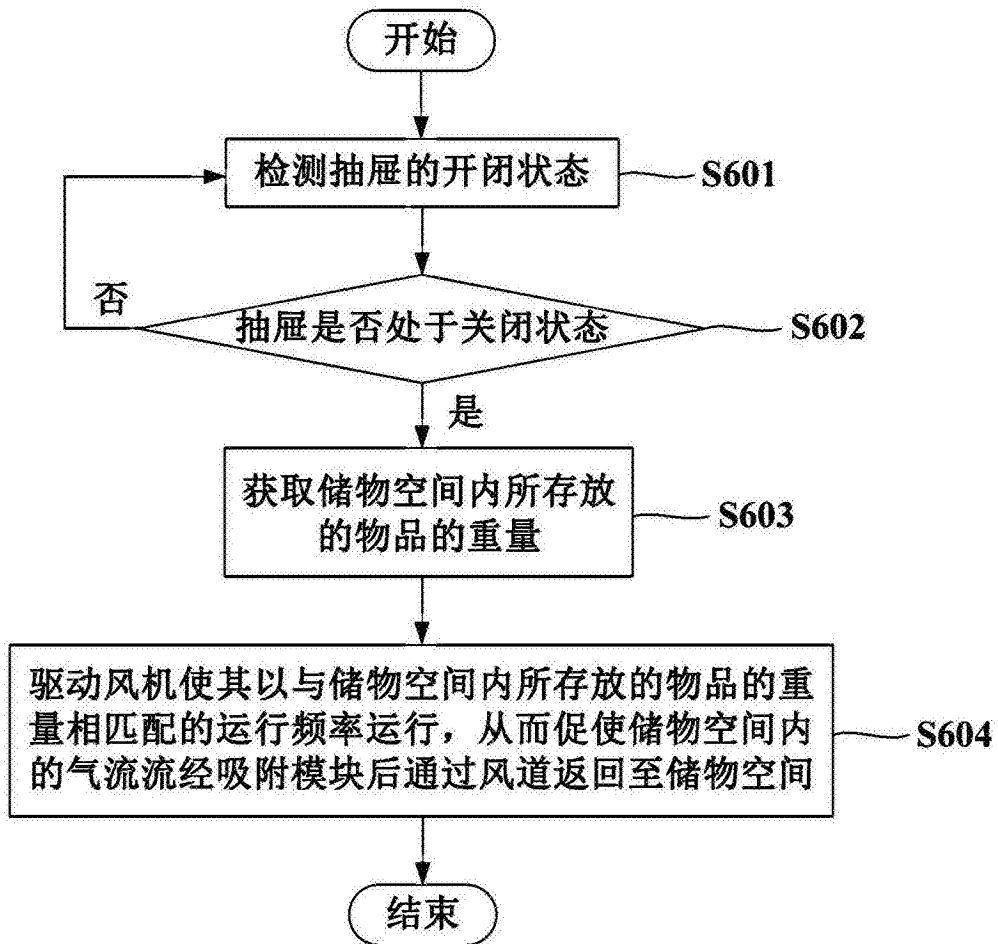 开始
检测抽屉的开闭状态
S601
否
抽屉是否处于关闭状态
S602
是
获取储物空间内所存放
的物品的重量
S603
驱动风机使其以与储物空间内所存放的物品的重
量相匹配的运行频率运行，从而促使储物空间内
的气流流经吸附模块后通过风道返回至储物空间
S604
结束